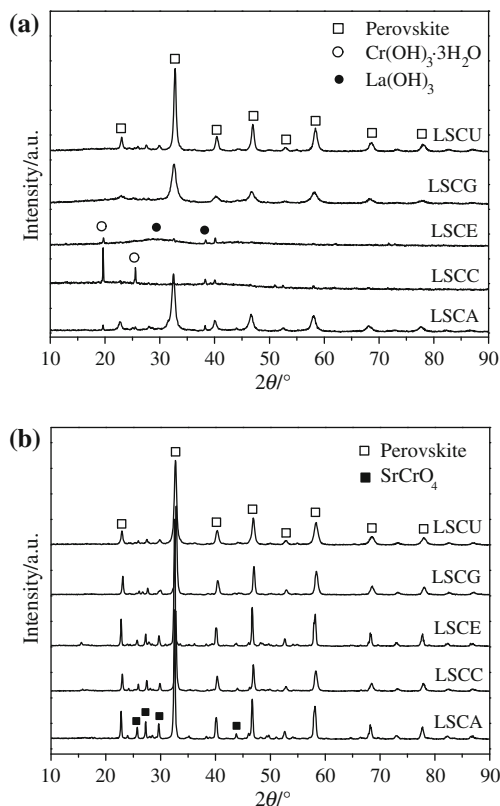 (a)
□ Perovskite
○ Cr(OH)₃·3H₂O
● La(OH)₃
LSCU
LSCG
LSCE
LSCC
LSCA
Intensity/a.u.
10 20 30 40 50 60 70 80 90
2θ/°
(b)
□ Perovskite
■ SrCrO₄
LSCU
LSCG
LSCE
LSCC
LSCA
Intensity/a.u.
10 20 30 40 50 60 70 80 90
2θ/°